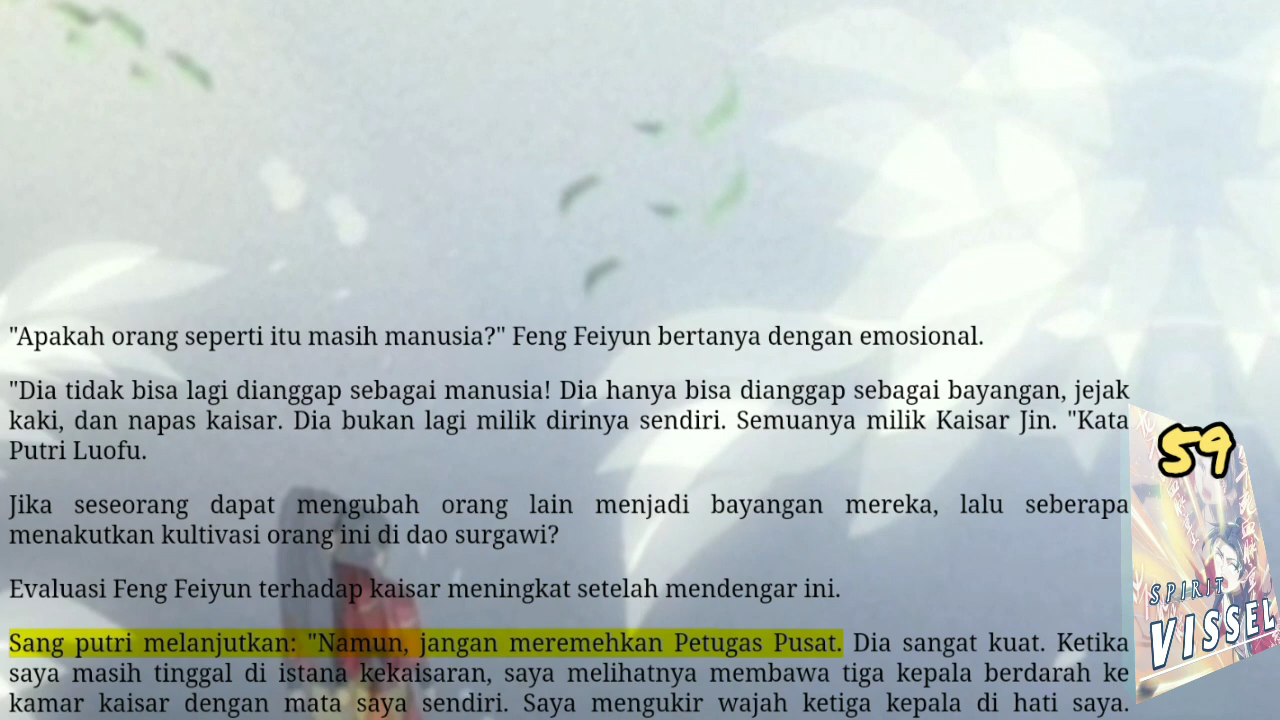 "Apakah orang seperti itu masih manusia?" Feng Feiyun bertanya dengan emosional.
"Dia tidak bisa lagi dianggap sebagai manusia! Dia hanya bisa dianggap sebagai bayangan, jejak
kaki, dan napas kaisar. Dia bukan lagi milik dirinya sendiri. Semuanya milik Kaisar Jin. "Kata
Putri Luofu.
59
Jika seseorang dapat mengubah orang lain menjadi bayangan mereka, lalu seberapa
menakutkan kultivasi orang ini di dao surgawi?
Evaluasi Feng Feiyun terhadap kaisar meningkat setelah mendengar ini.
SPIRIT
VISSEL
Sang putri melanjutkan: "Namun, jangan meremehkan Petugas Pusat. Dia sangat kuat. Ketika
saya masih tinggal di istana kekaisaran, saya melihatnya membawa tiga kepala berdarah ke
kamar kaisar dengan mata saya sendiri. Saya mengukir wajah ketiga kepala di hati saya.